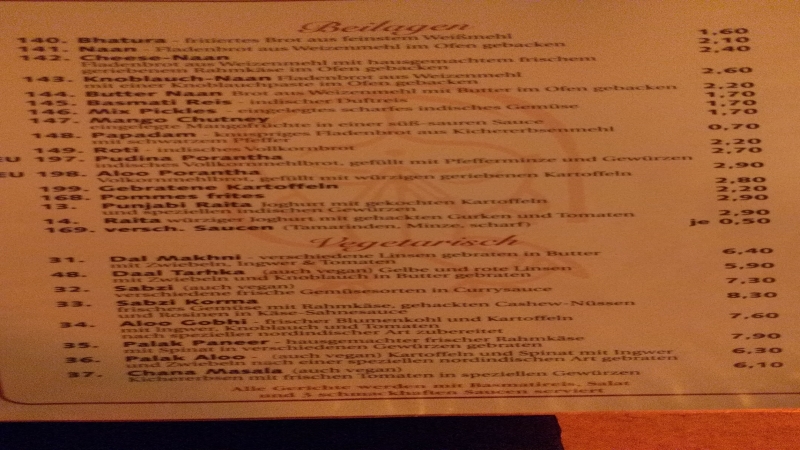 Beilagen
140. Bhatura - fritiertes Brot aus feinstem Weißmehl 1,60
141. Naan - Fladenbrot aus Weizenmehl im Ofen gebacken 2,10
142. Cheese-Naan 2,40
Fladenbrot aus Weizenmehl mit hausgemachtem frischem
geriebenem Rahmkäse im Ofen gebacken
143. Knoblauch-Naan Fladenbrot aus Weizenmehl 2,60
mit einer Knoblauchpaste im Ofen gebacken
144. Butter Naan Brot aus Weizenmehl mit Butter im Ofen gebacken 2,20
145. Basmati Reis - indischer Duftreis 1,70
146. Mix Pickles - eingelegtes scharfes indisches Gemüse 1,70
147. Mango Chutney 1,70
eingelegte Mangofrüchte in einer süß-sauren Sauce
148. Papadam - knuspriges Fladenbrot aus Kichererbsenmehl 0,70
mit schwarzem Pfeffer
149. Roti - indisches Vollkornbrot 2,20
EU 197. Pudina Porantha 2,70
indisches Vollkornmehlbrot, gefüllt mit Pfefferminze und Gewürzen
EU 198. Aloo Porantha 2,90
Vollkornmehlbrot, gefüllt mit würzigen geriebenen Kartoffeln
199. Gebratene Kartoffeln 2,80
168. Pommes frites 2,20
13. Punjabi Raita Joghurt mit gekochten Kartoffeln 2,90
und speziellen indischen Gewürzen
14. Raita würziger Joghurt mit gehackten Gurken und Tomaten 2,90
169. versch. Saucen (Tamarinden, Minze, scharf) je 0,50
Vegetarisch
31. Dal Makhni - verschiedene Linsen gebraten in Butter 6,40
mit Zwiebeln, Ingwer & Tomaten
48. Daal Tarhka (auch vegan) Gelbe und rote Linsen 5,90
mit Zwiebeln und Knoblauch in Butter gebraten
32. Sabzi (auch vegan) 7,30
verschiedene frische Gemüsesorten in Currysauce
33. Sabzi Korma 8,30
frisches Gemüse mit Rahmkäse, gehackten Cashew-Nüssen
und Rosinen in Käse-Sahnesauce
34. Aloo Gobhi - frischer Blumenkohl und Kartoffeln 7,60
mit Ingwer, Knoblauch und Tomaten
nach spezieller nordindischer Art zubereitet
35. Palak Paneer - hausgemachter frischer Rahmkäse 7,90
mit Spinat in verschiedenen Gewürzen gebraten
36. Palak Aloo - (auch vegan) Kartoffeln und Spinat mit Ingwer 6,30
und Zwiebeln nach einer speziellen nordindischen Art gebraten
37. Chana Masala (auch vegan) 6,10
Kichererbsen mit frischen Tomaten in speziellen Gewürzen
Alle Gerichte werden mit Basmatireis, Salat
und 3 schmackhaften Saucen serviert